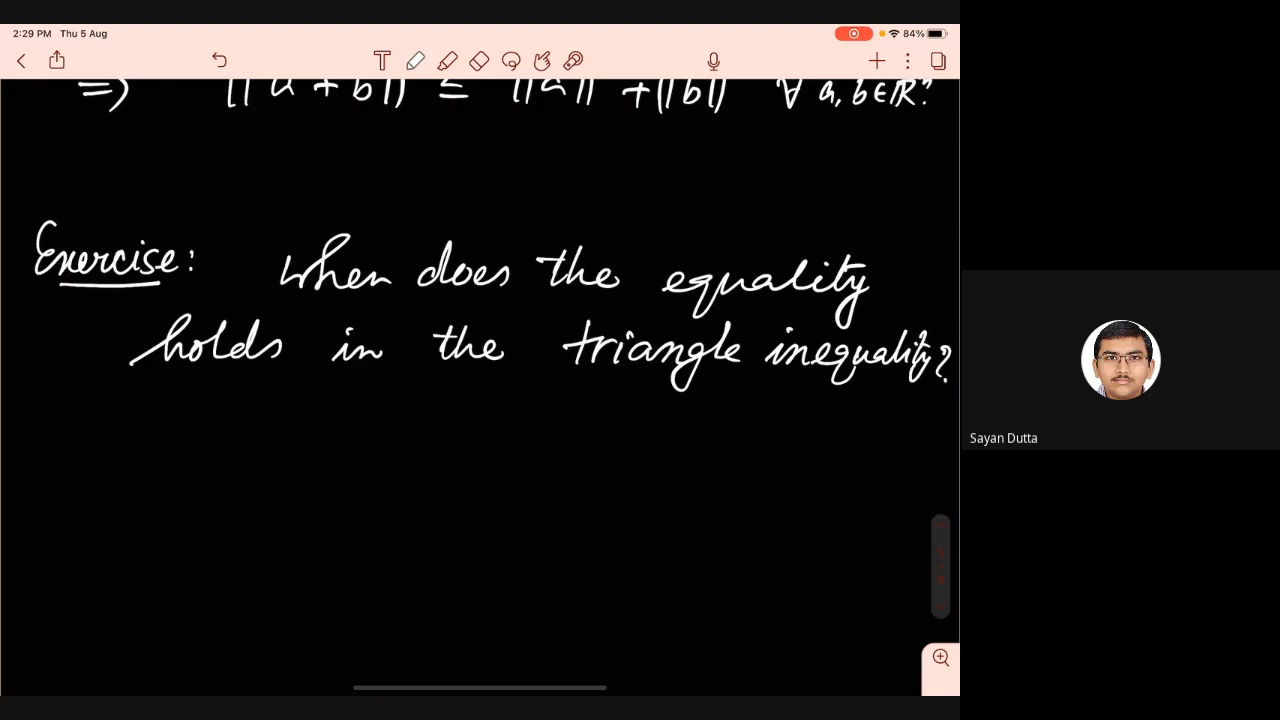 2:29 PM Thu 5 Aug
84%
T
=> ||a + b|| ≤ ||a|| + ||b|| ∀ a, b ∈ ℝ
Exercise: When does the equality
holds in the triangle inequality?
Sayan Dutta